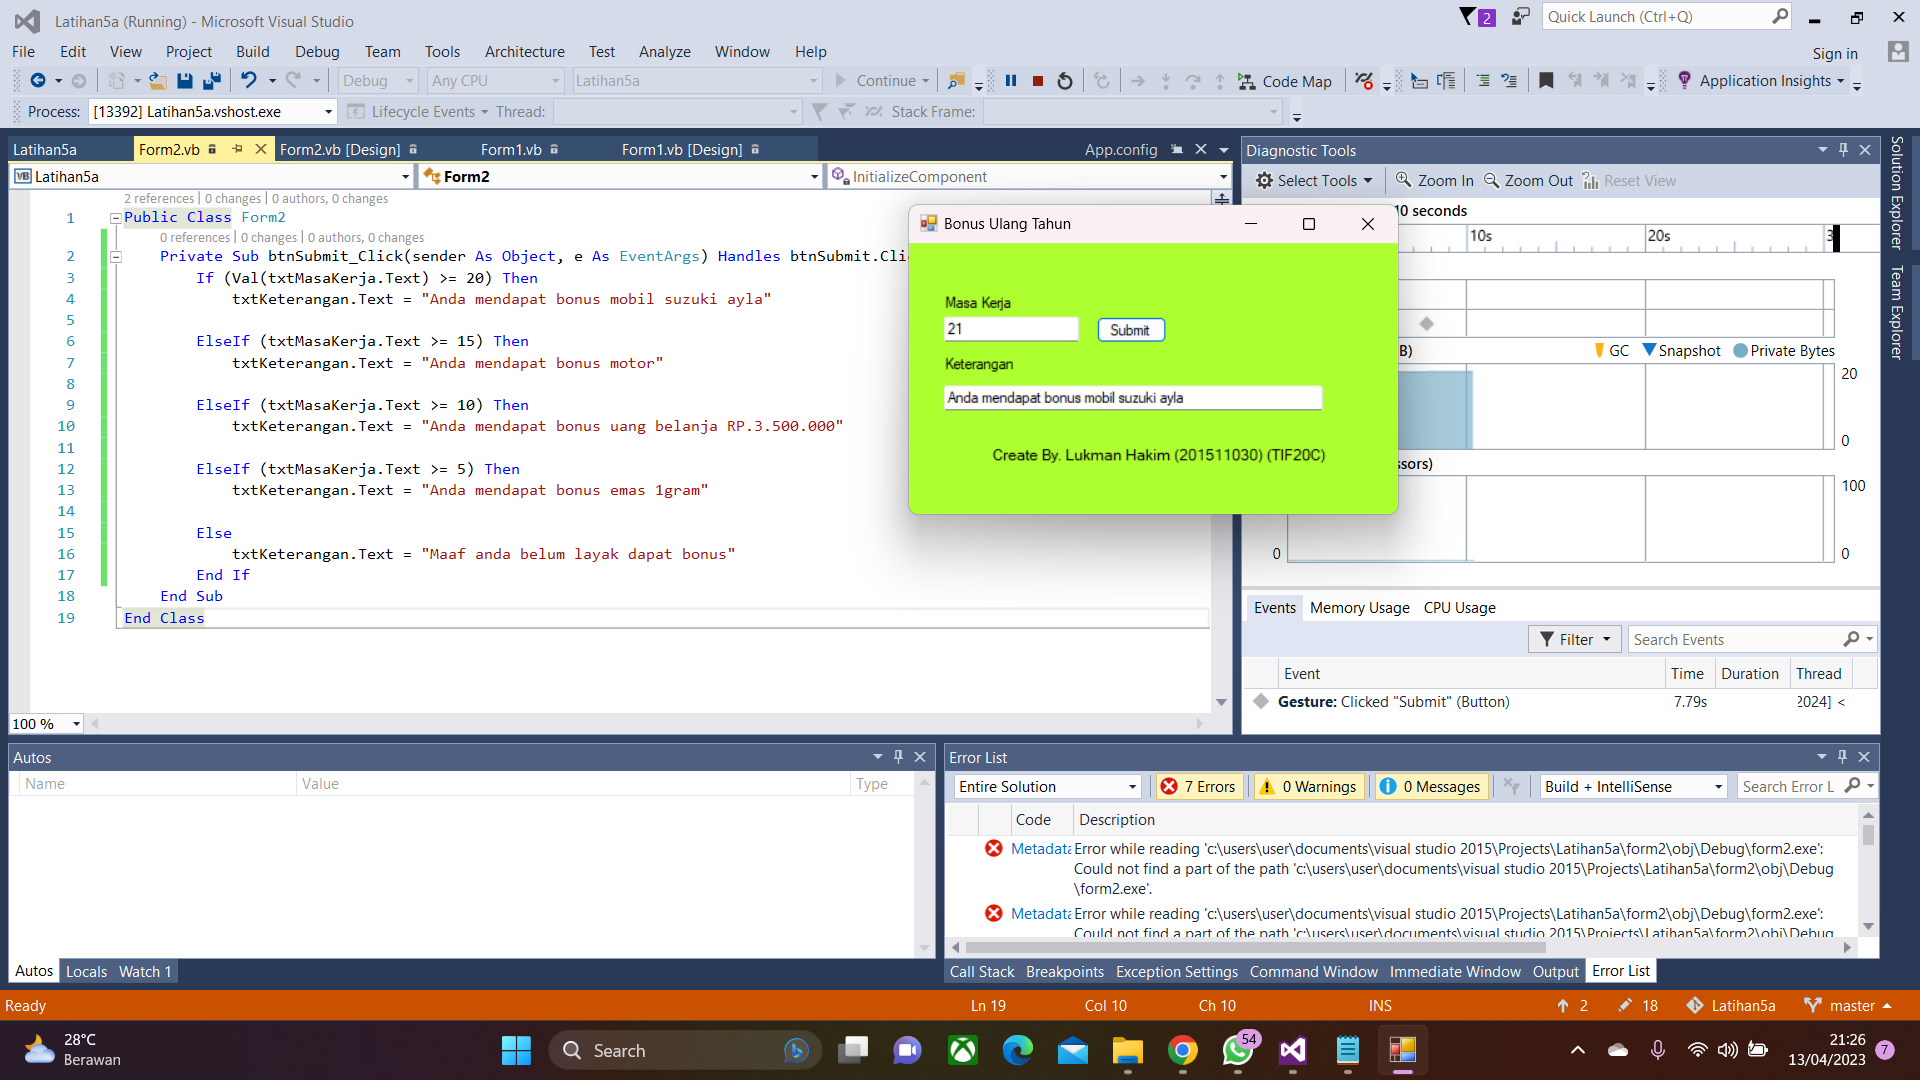 Latihan5a (Running) - Microsoft Visual Studio
2
Quick Launch (Ctrl+Q)
File Edit View Project Build Debug Team Tools Architecture Test Analyze Window Help
Sign in
Debug Any CPU Latihan5a Continue Code Map Application Insights
Process: [13392] Latihan5a.vshost.exe Lifecycle Events Thread: Stack Frame:
Latihan5a Form2.vb Form2.vb [Design] Form1.vb Form1.vb [Design] App.config
Latihan5a Form2 InitializeComponent
2 references | 0 changes | 0 authors, 0 changes
1 Public Class Form2
0 references | 0 changes | 0 authors, 0 changes
2 Private Sub btnSubmit_Click(sender As Object, e As EventArgs) Handles btnSubmit.Cli
3 If (Val(txtMasaKerja.Text) >= 20) Then
4 txtKeterangan.Text = "Anda mendapat bonus mobil suzuki ayla"
5
6 ElseIf (txtMasaKerja.Text >= 15) Then
7 txtKeterangan.Text = "Anda mendapat bonus motor"
8
9 ElseIf (txtMasaKerja.Text >= 10) Then
10 txtKeterangan.Text = "Anda mendapat bonus uang belanja RP.3.500.000"
11
12 ElseIf (txtMasaKerja.Text >= 5) Then
13 txtKeterangan.Text = "Anda mendapat bonus emas 1gram"
14
15 Else
16 txtKeterangan.Text = "Maaf anda belum layak dapat bonus"
17 End If
18 End Sub
19 End Class
100 %
Bonus Ulang Tahun
Masa Kerja
21 Submit
Keterangan
Anda mendapat bonus mobil suzuki ayla
Create By. Lukman Hakim (201511030) (TIF20C)
Diagnostic Tools
Select Tools Zoom In Zoom Out Reset View
10 seconds
10s 20s 3
B) GC Snapshot Private Bytes
20
0
ssors)
100
0 0
Events Memory Usage CPU Usage
Filter Search Events
Event Time Duration Thread
Gesture: Clicked "Submit" (Button) 7.79s 2024] <
Solution Explorer
Team Explorer
Autos
Name Value Type
Autos Locals Watch 1
Error List
Entire Solution 7 Errors 0 Warnings 0 Messages Build + IntelliSense Search Error L
Code Description
Metadata Error while reading 'c:\users\user\documents\visual studio 2015\Projects\Latihan5a\form2\obj\Debug\form2.exe':
Could not find a part of the path 'c:\users\user\documents\visual studio 2015\Projects\Latihan5a\form2\obj\Debug
\form2.exe'.
Metadata Error while reading 'c:\users\user\documents\visual studio 2015\Projects\Latihan5a\form2\obj\Debug\form2.exe':
Could not find a part of the path 'c:\users\user\documents\visual studio 2015\Projects\Latihan5a\form2\obj\Debug
Call Stack Breakpoints Exception Settings Command Window Immediate Window Output Error List
Ready Ln 19 Col 10 Ch 10 INS 2 18 Latihan5a master
28°C
Berawan
Search
54
21:26
13/04/2023
7